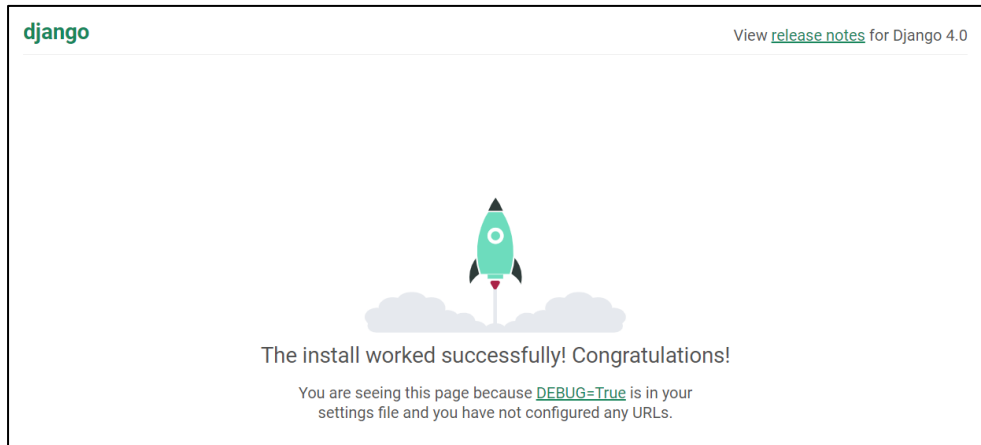 django
View release notes for Django 4.0
The install worked successfully! Congratulations!
You are seeing this page because DEBUG=True is in your
settings file and you have not configured any URLs.